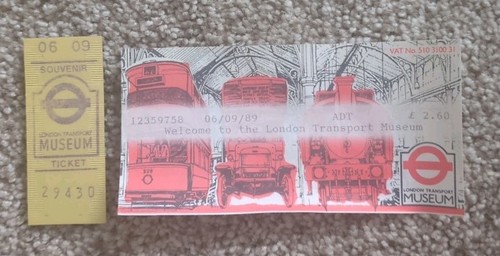 06 09
SOUVENIR
LONDON TRANSPORT
MUSEUM
TICKET
29430
VAT No. 510 3100 31
12359758 06/09/89 ADT £ 2.60
Welcome to the London Transport Museum
LONDON TRANSPORT
MUSEUM